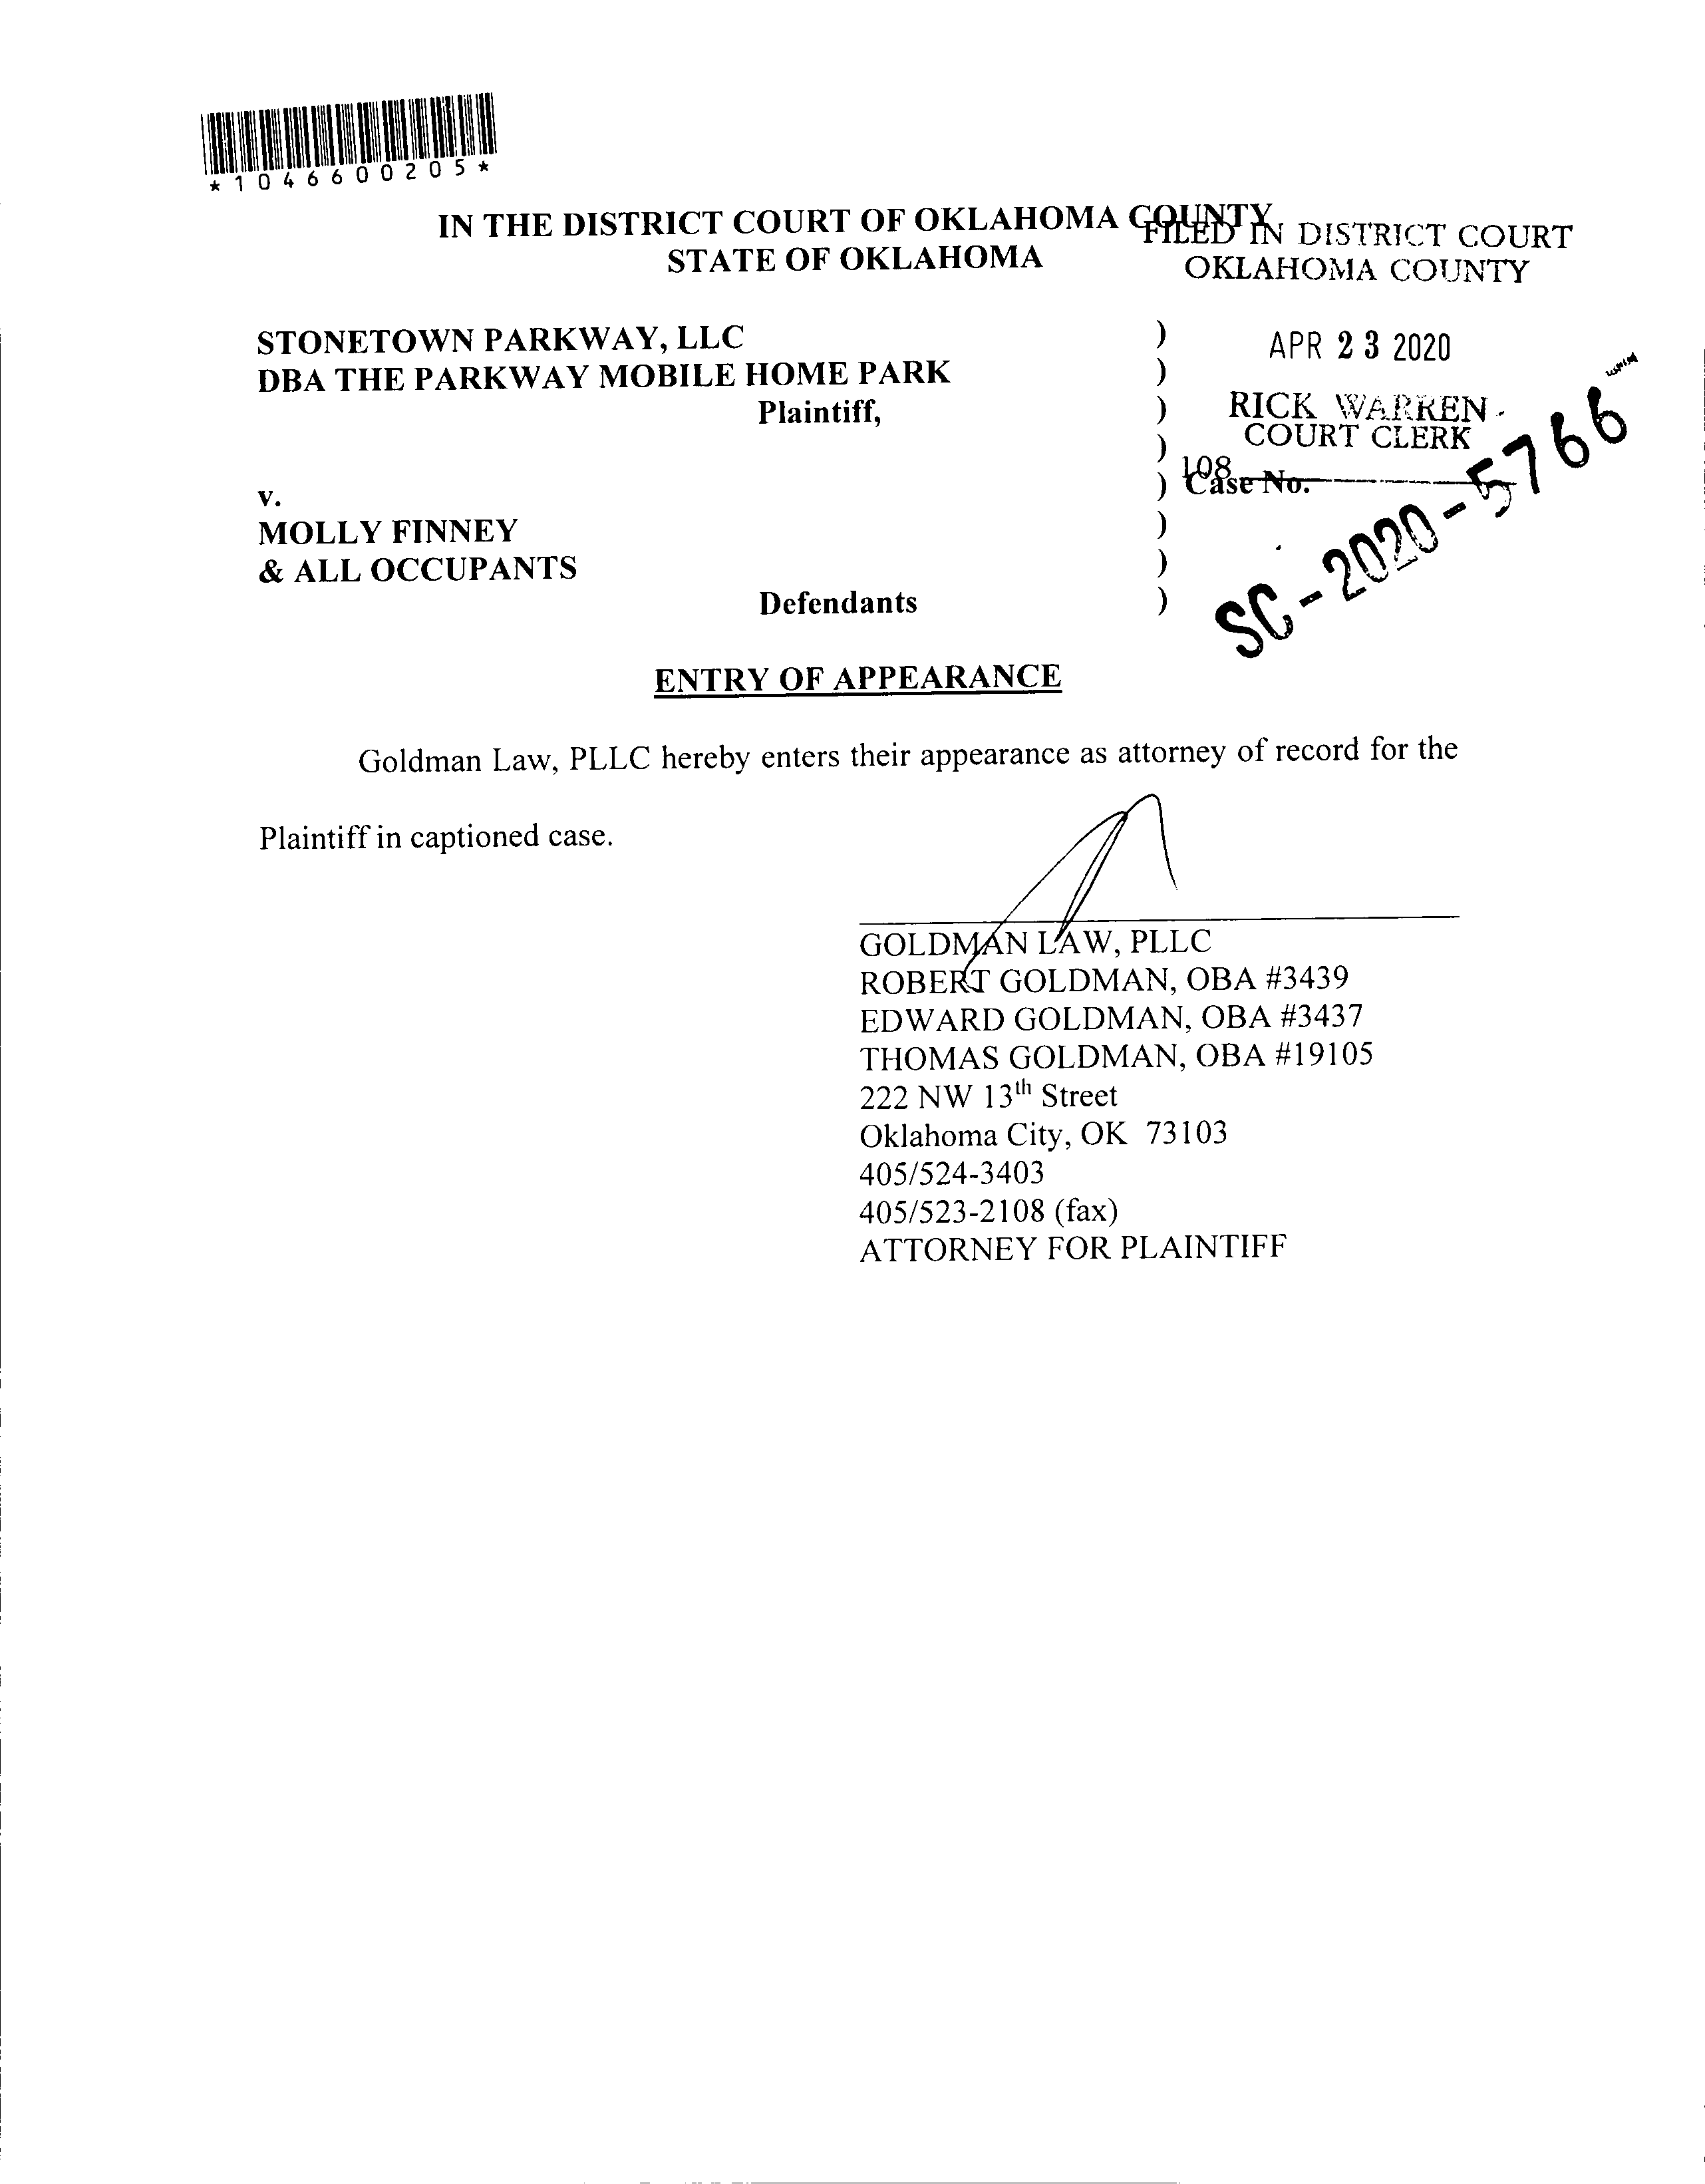 *1046600205*
IN THE DISTRICT COURT OF OKLAHOMA COUNTY
STATE OF OKLAHOMA
FILED IN DISTRICT COURT
OKLAHOMA COUNTY
APR 23 2020
RICK WARREN
COURT CLERK
108
STONETOWN PARKWAY, LLC )
DBA THE PARKWAY MOBILE HOME PARK )
Plaintiff, )
)
) Case No.
SC-2020-5766
v.
MOLLY FINNEY )
& ALL OCCUPANTS )
Defendants )
ENTRY OF APPEARANCE
Goldman Law, PLLC hereby enters their appearance as attorney of record for the
Plaintiff in captioned case.
GOLDMAN LAW, PLLC
ROBERT GOLDMAN, OBA #3439
EDWARD GOLDMAN, OBA #3437
THOMAS GOLDMAN, OBA #19105
222 NW 13th Street
Oklahoma City, OK 73103
405/524-3403
405/523-2108 (fax)
ATTORNEY FOR PLAINTIFF